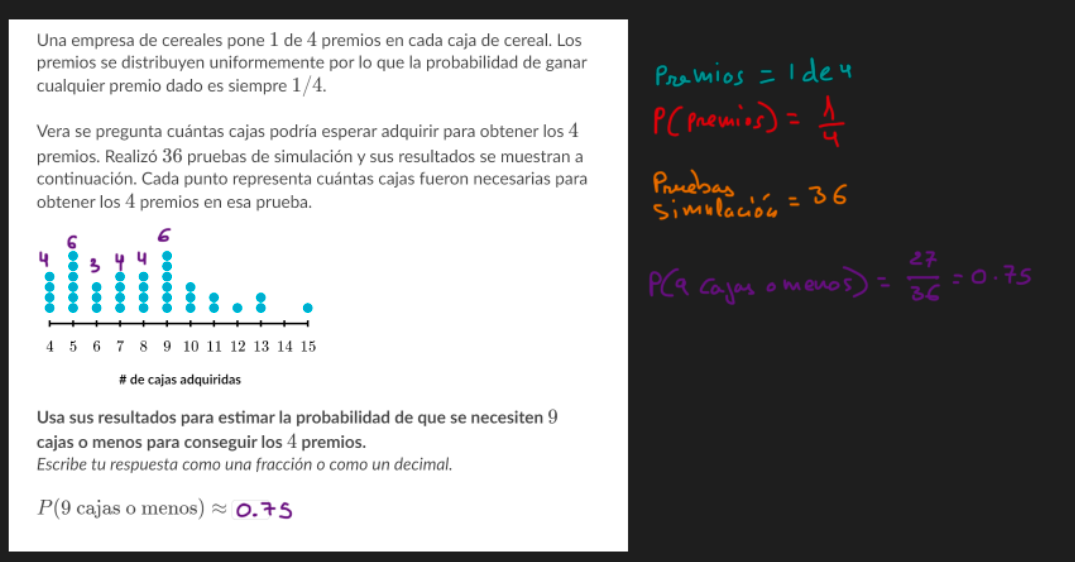 Una empresa de cereales pone 1 de 4 premios en cada caja de cereal. Los
premios se distribuyen uniformemente por lo que la probabilidad de ganar
cualquier premio dado es siempre 1/4.
Vera se pregunta cuántas cajas podría esperar adquirir para obtener los 4
premios. Realizó 36 pruebas de simulación y sus resultados se muestran a
continuación. Cada punto representa cuántas cajas fueron necesarias para
obtener los 4 premios en esa prueba.
4 6 3 4 4 6
4 5 6 7 8 9 10 11 12 13 14 15
# de cajas adquiridas
Usa sus resultados para estimar la probabilidad de que se necesiten 9
cajas o menos para conseguir los 4 premios.
Escribe tu respuesta como una fracción o como un decimal.
P(9 cajas o menos) ≈ 0.75
Premios = 1 de 4
P(premios) = 1/4
Pruebas
simulación = 36
P(9 cajas o menos) = 27/36 = 0.75